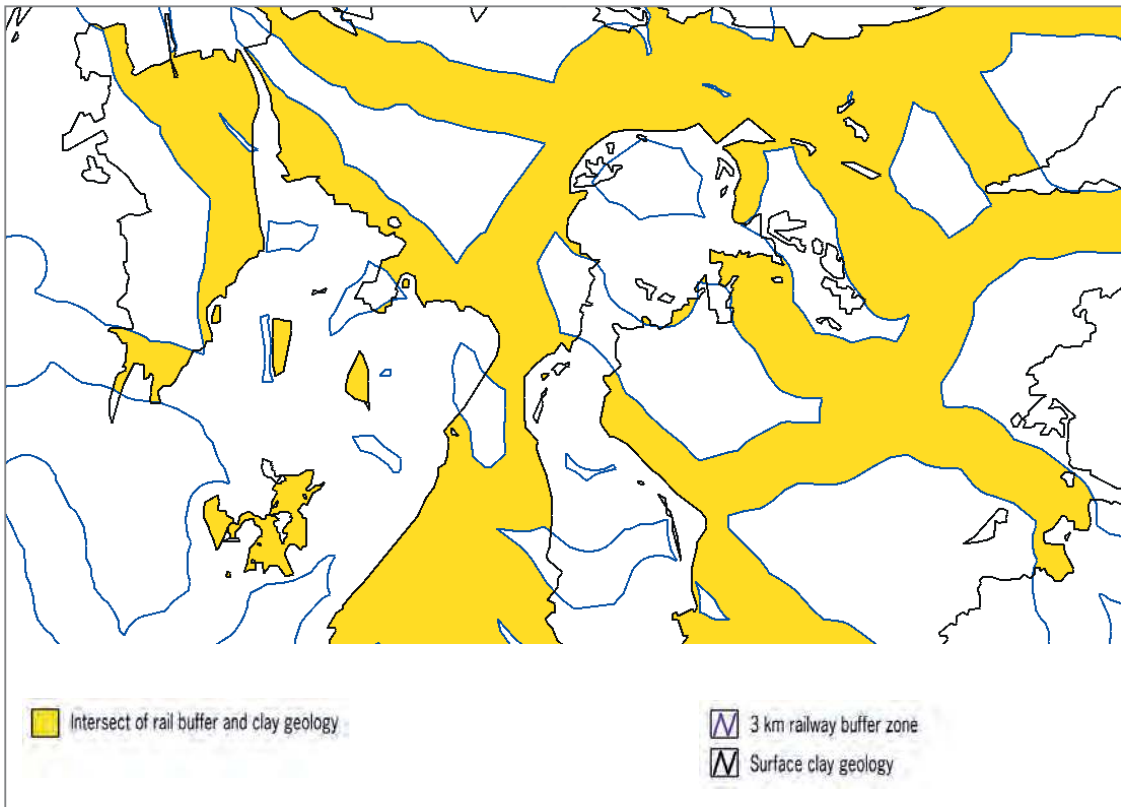 Intersect of rail buffer and clay geology
3 km railway buffer zone
Surface clay geology